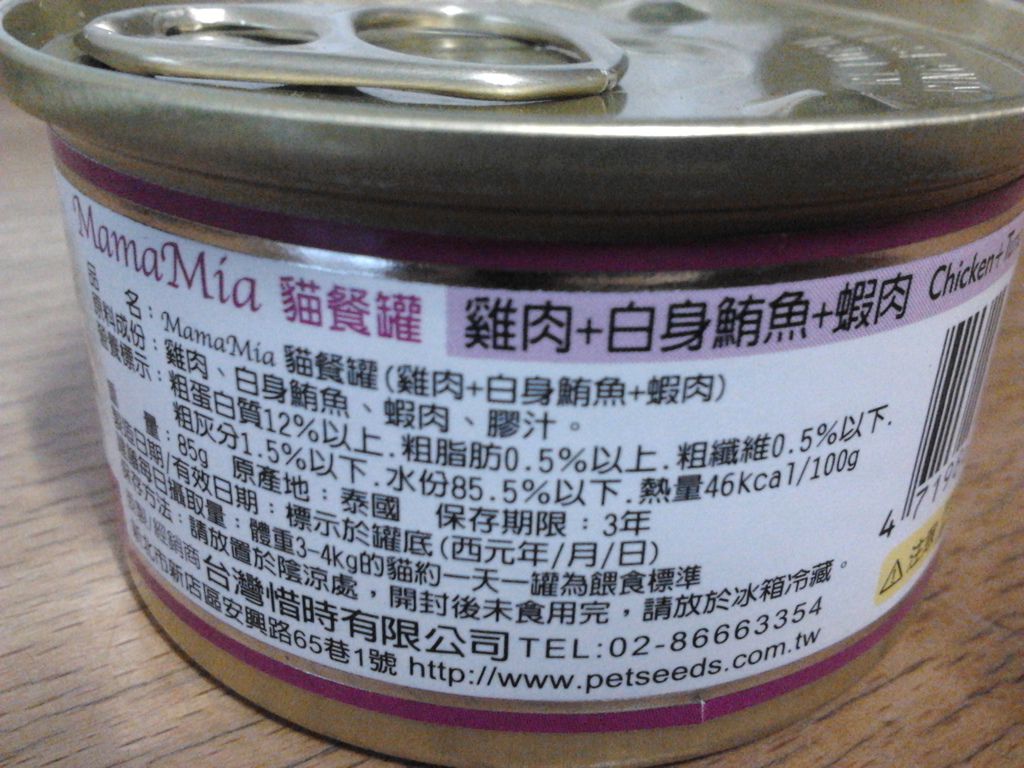 MamaMia 貓餐罐 雞肉+白身鮪魚+蝦肉 Chicken+
品 名：MamaMia 貓餐罐(雞肉+白身鮪魚+蝦肉)
原料成份：雞肉、白身鮪魚、蝦肉、膠汁。
營養標示：粗蛋白質12%以上.粗脂肪0.5%以上.粗纖維0.5%以下.
粗灰分1.5%以下.水份85.5%以下.熱量46kcal/100g
量：85g 原產地：泰國 保存期限：3年
日期/有效日期：標示於罐底(西元年/月/日)
每日攝取量：體重3-4kg的貓約一天一罐為餵食標準
保存方法：請放置於陰涼處，開封後未食用完，請放於冰箱冷藏。
經銷商 台灣惜時有限公司 TEL:02-86663354
新北市新店區安興路65巷1號 http://www.petseeds.com.tw
4 719
⚠注意